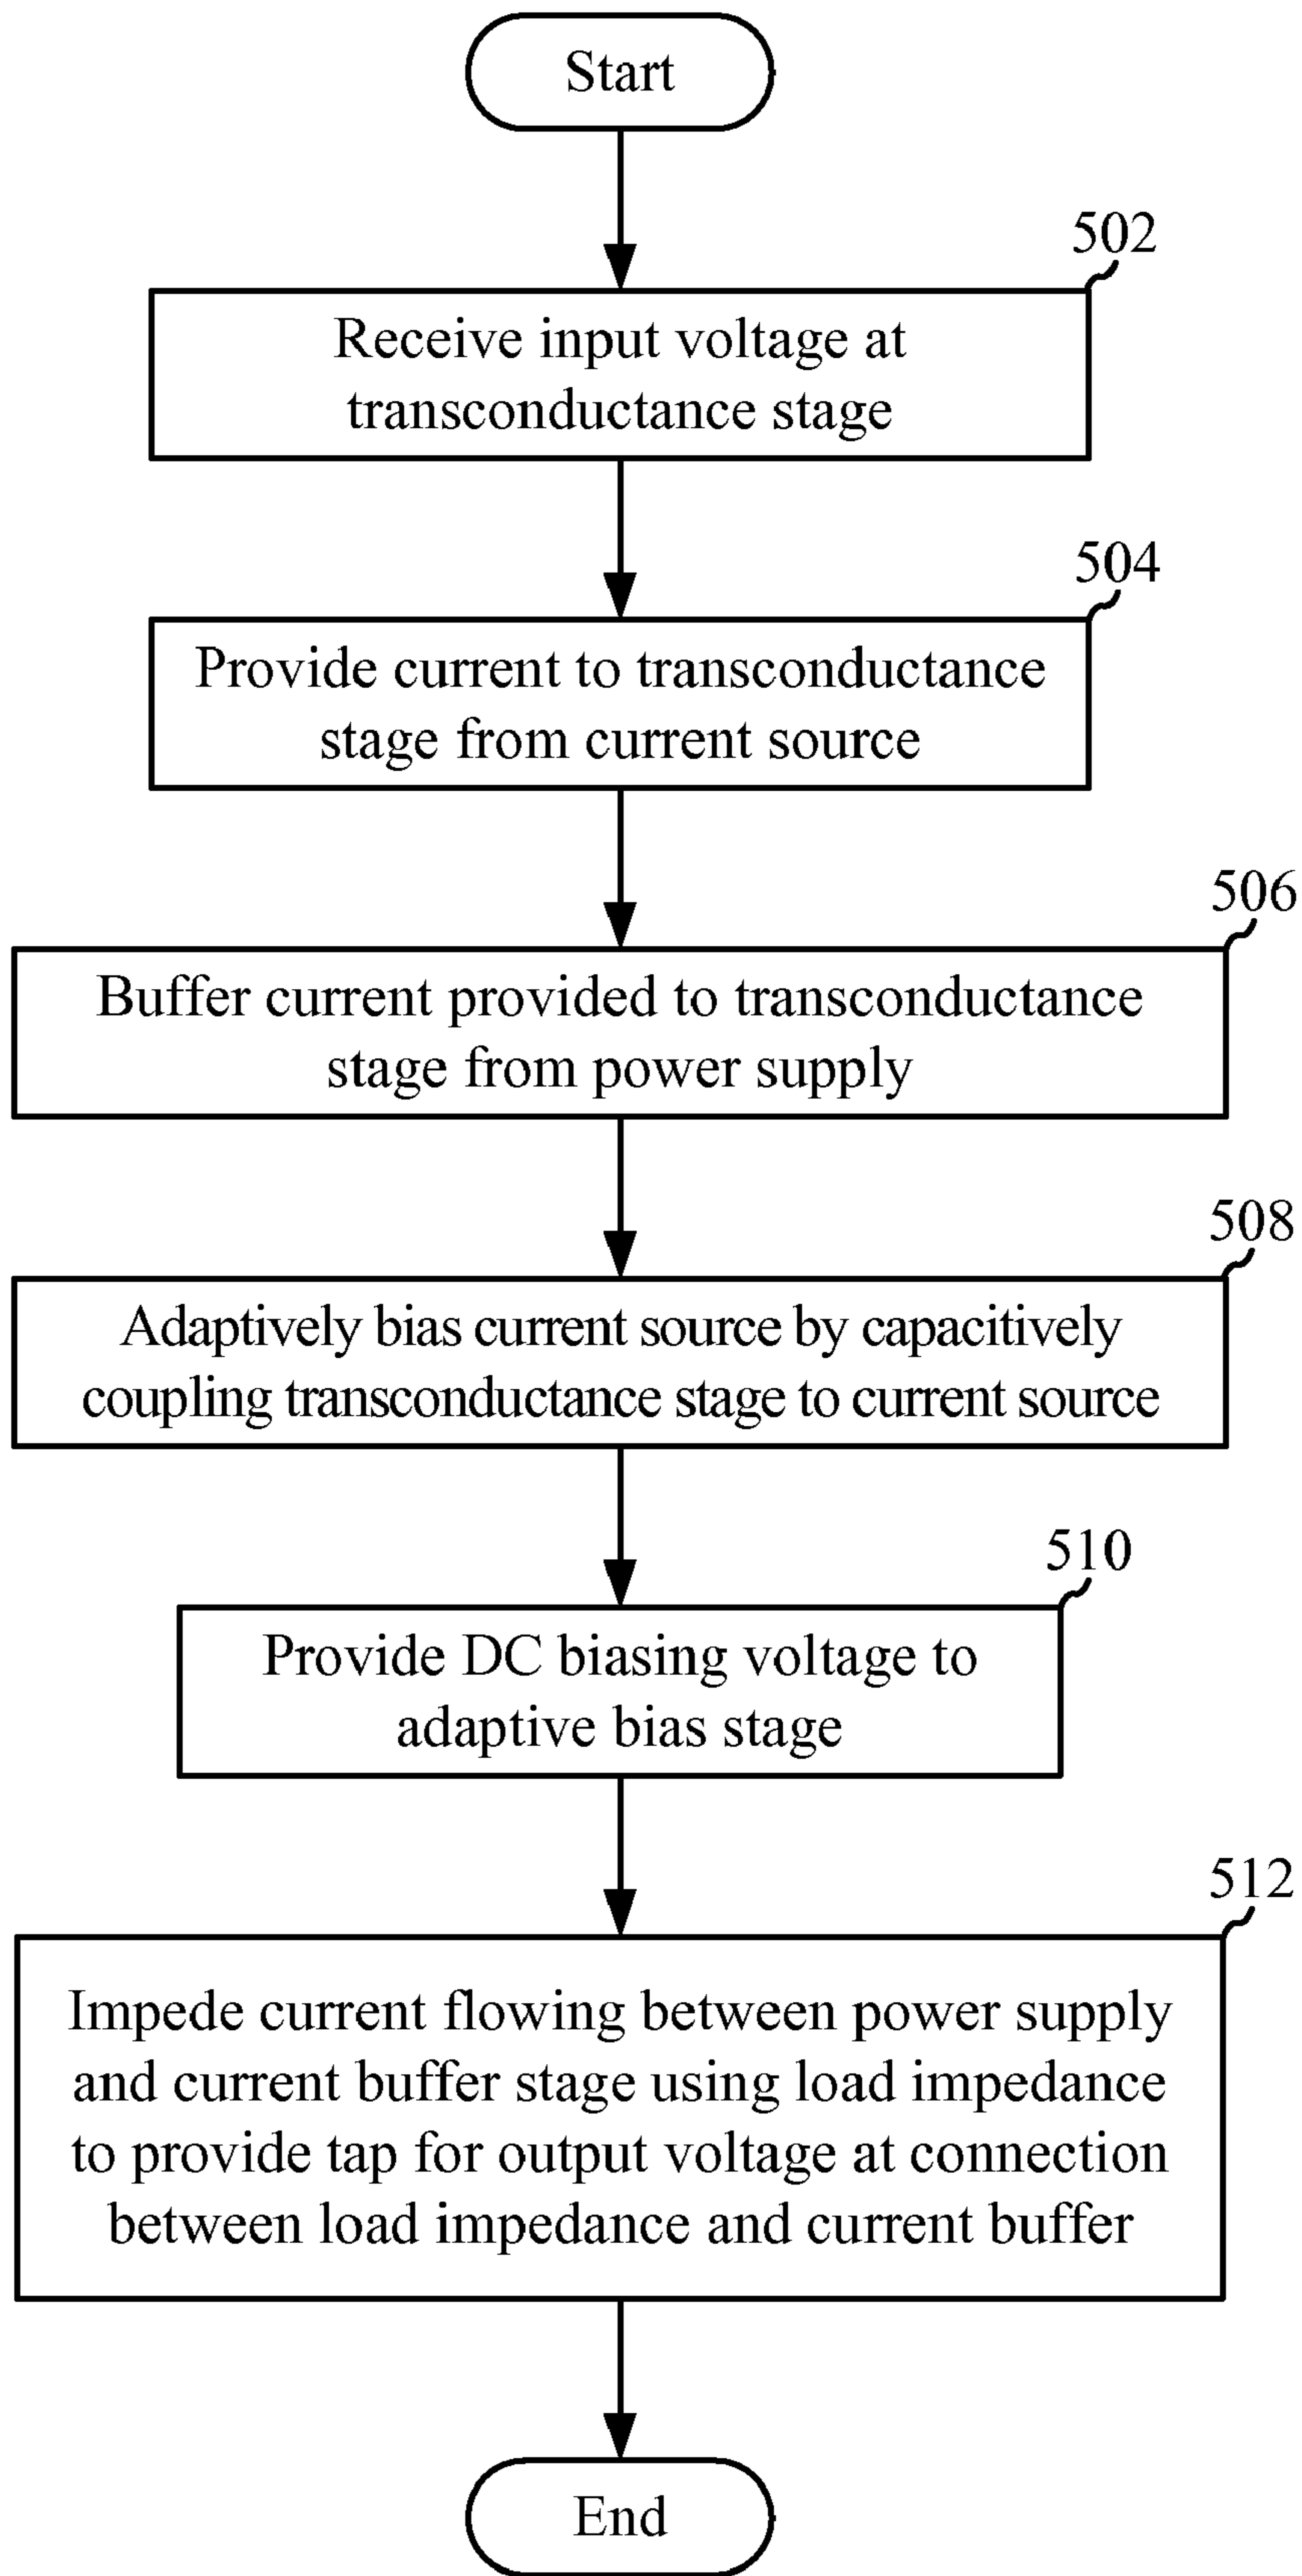 Start
502
Receive input voltage at
transconductance stage
504
Provide current to transconductance
stage from current source
506
Buffer current provided to transconductance
stage from power supply
508
Adaptively bias current source by capacitively
coupling transconductance stage to current source
510
Provide DC biasing voltage to
adaptive bias stage
512
Impede current flowing between power supply
and current buffer stage using load impedance
to provide tap for output voltage at connection
between load impedance and current buffer
End